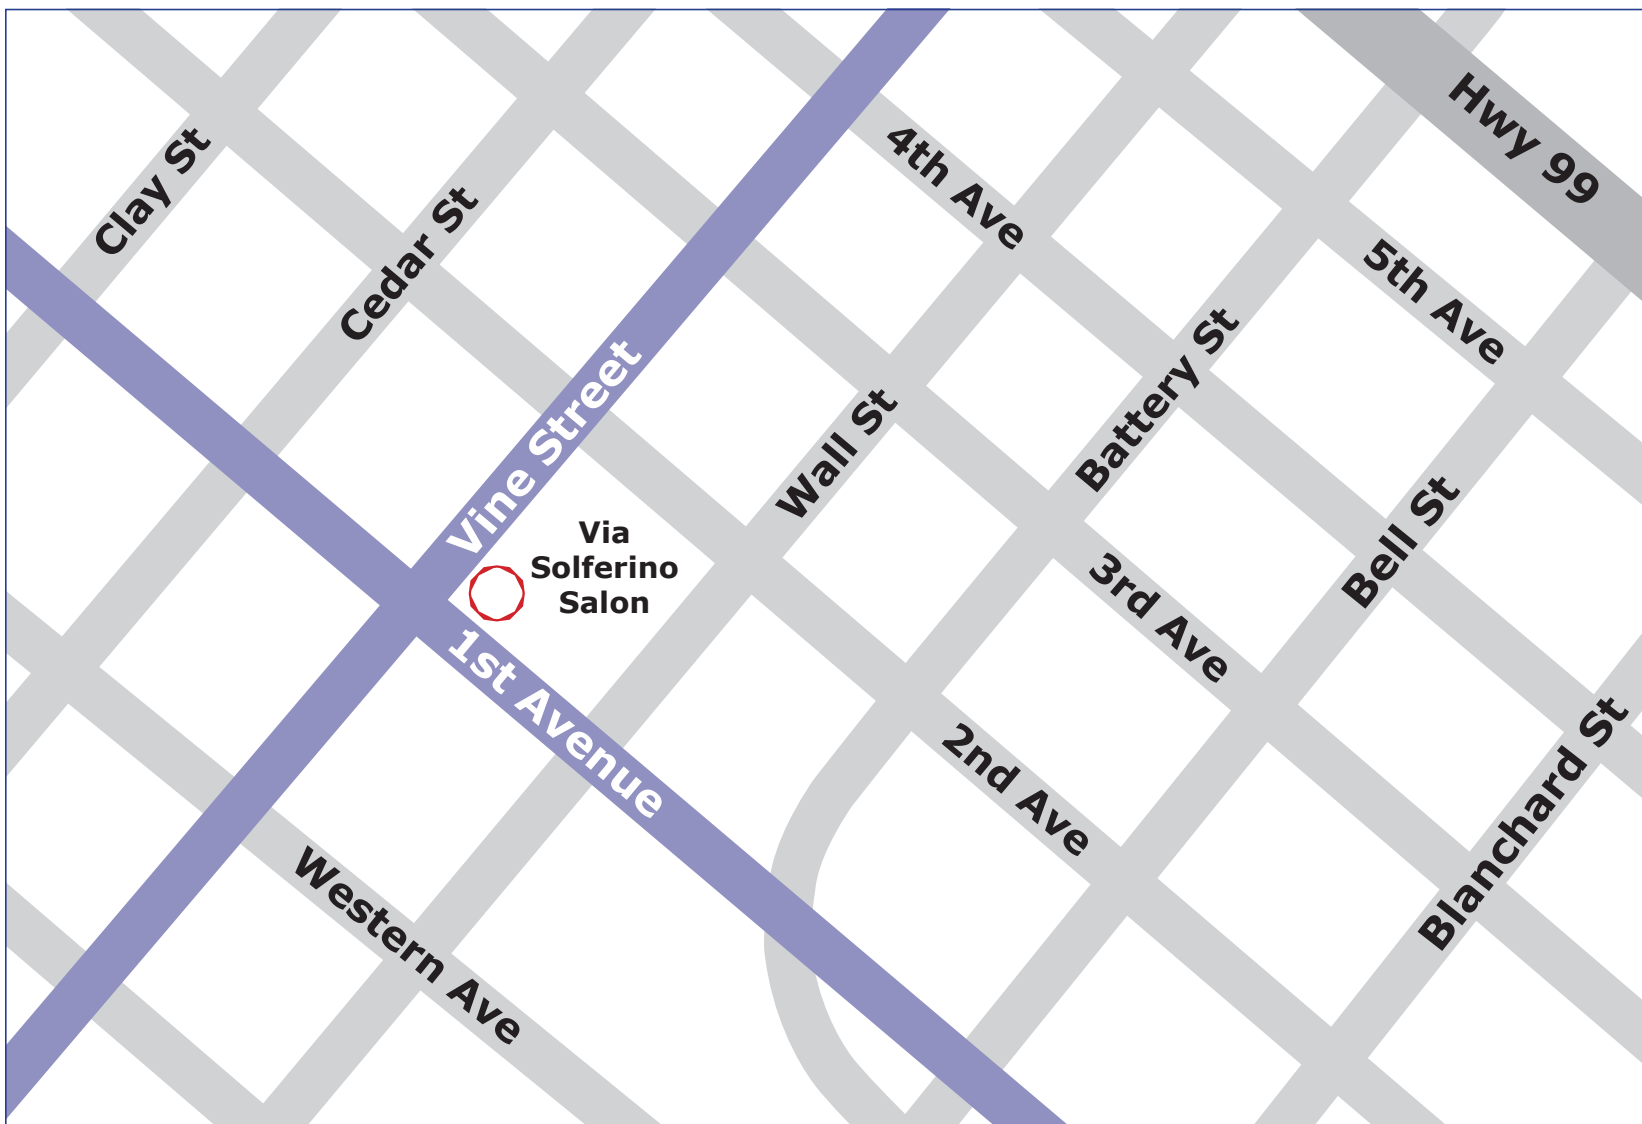 Hwy 99
4th Ave
Clay St
Cedar St
5th Ave
Battery St
Vine Street
Wall St
Bell St
Via
Solferino
Salon
3rd Ave
1st Avenue
2nd Ave
Blanchard St
Western Ave